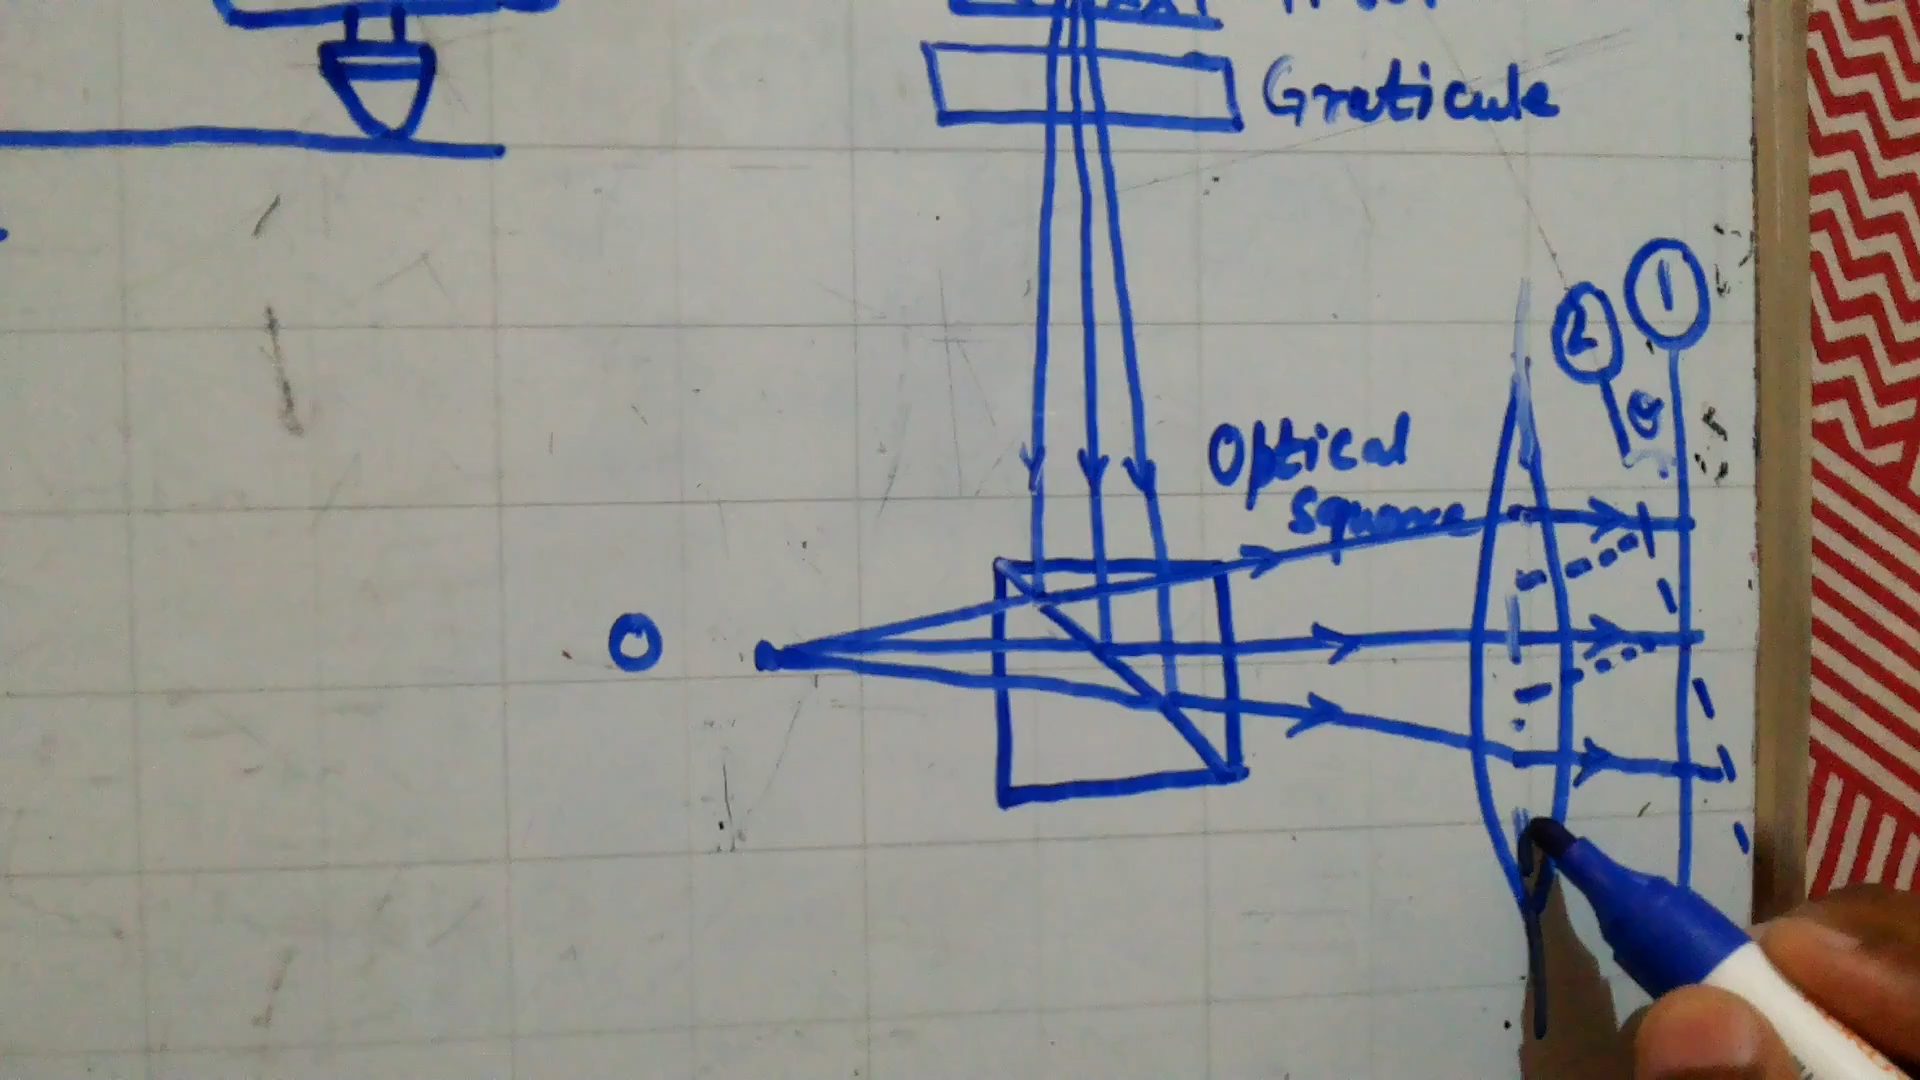 Graticule
2
1
θ
Optical
square
O